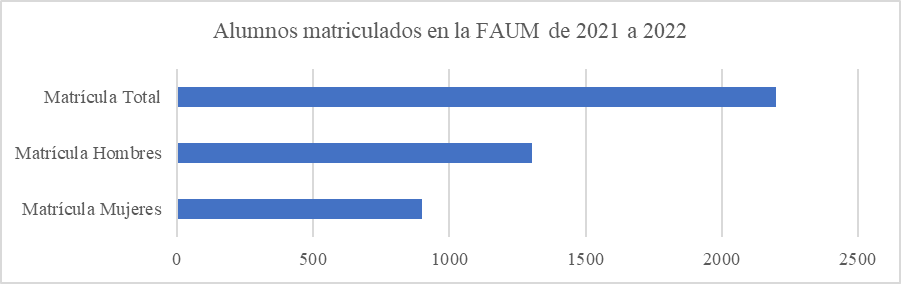 Alumnos matriculados en la FAUM de 2021 a 2022
Matrícula Total
Matrícula Hombres
Matrícula Mujeres
0 500 1000 1500 2000 2500